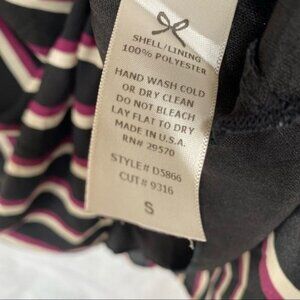 SHELL/LINING
100% POLYESTER
HAND WASH COLD
OR DRY CLEAN
DO NOT BLEACH
LAY FLAT TO DRY
MADE IN U.S.A.
RN# 29570
STYLE# D5866
CUT# 9316
S